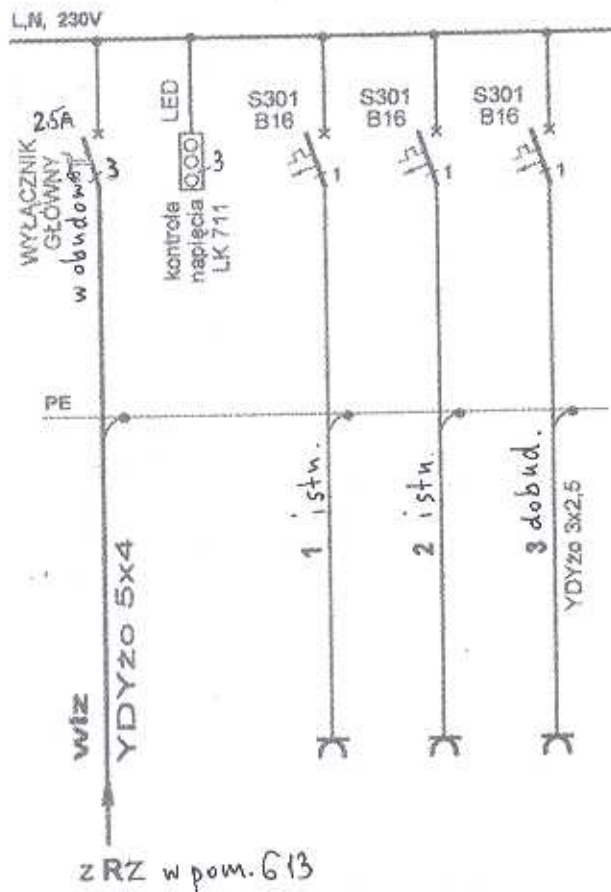 L,N, 230V
25A
WYŁĄCZNIK
GŁÓWNY
w obudowie
3
LED
3
kontrola
napięcia
LK 711
S301
B16
1
S301
B16
1
S301
B16
1
PE
wlz
YDYżo 5x4
1 istn.
2 istn.
3 dobud.
YDYżo 3x2,5
z RZ w pom. 613